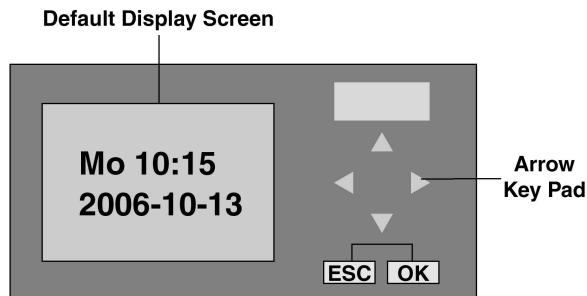 Default Display Screen
Mo 10:15
2006-10-13
Arrow
Key Pad
ESC OK